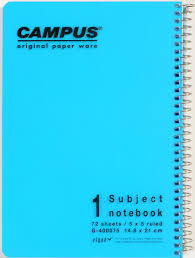 CAMPUS®
original paper ware
1 Subject
notebook
72 sheets / 5 x 5 ruled
G-400075 14.8 x 21 cm